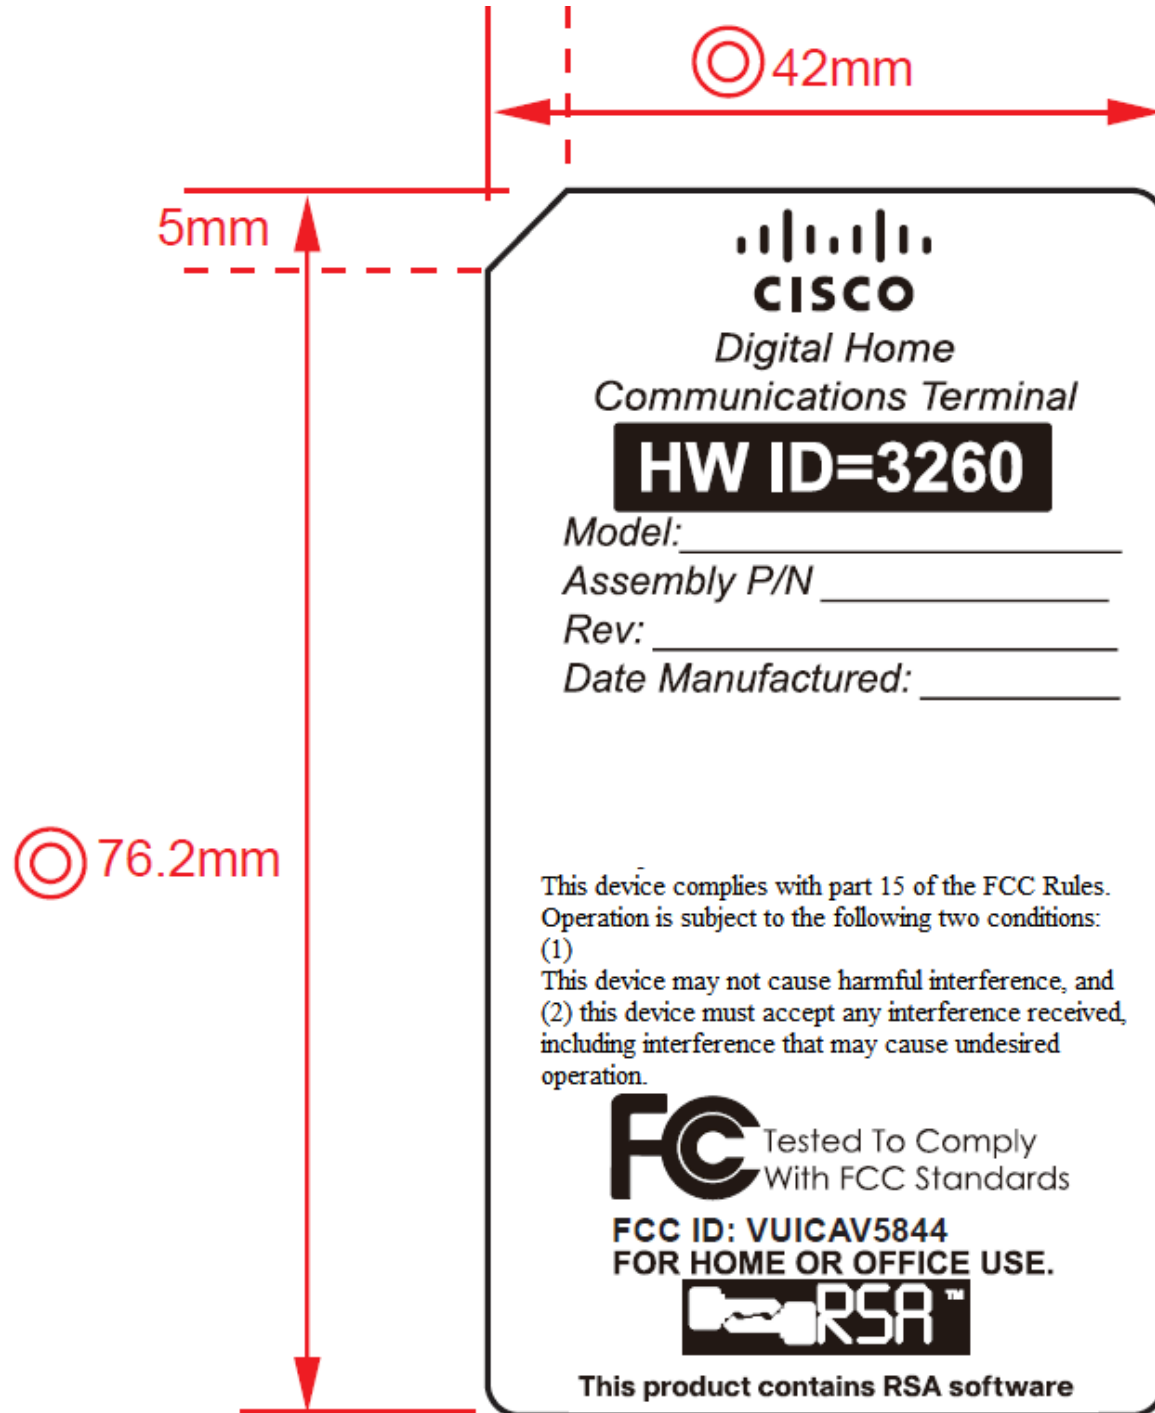 42mm
5mm
CISCO
Digital Home
Communications Terminal
HW ID=3260
Model:
Assembly P/N
Rev:
Date Manufactured:
76.2mm
This device complies with part 15 of the FCC Rules.
Operation is subject to the following two conditions:
(1)
This device may not cause harmful interference, and
(2) this device must accept any interference received,
including interference that may cause undesired
operation.
FC Tested To Comply
With FCC Standards
FCC ID: VUICAV5844
FOR HOME OR OFFICE USE.
RSA™
This product contains RSA software